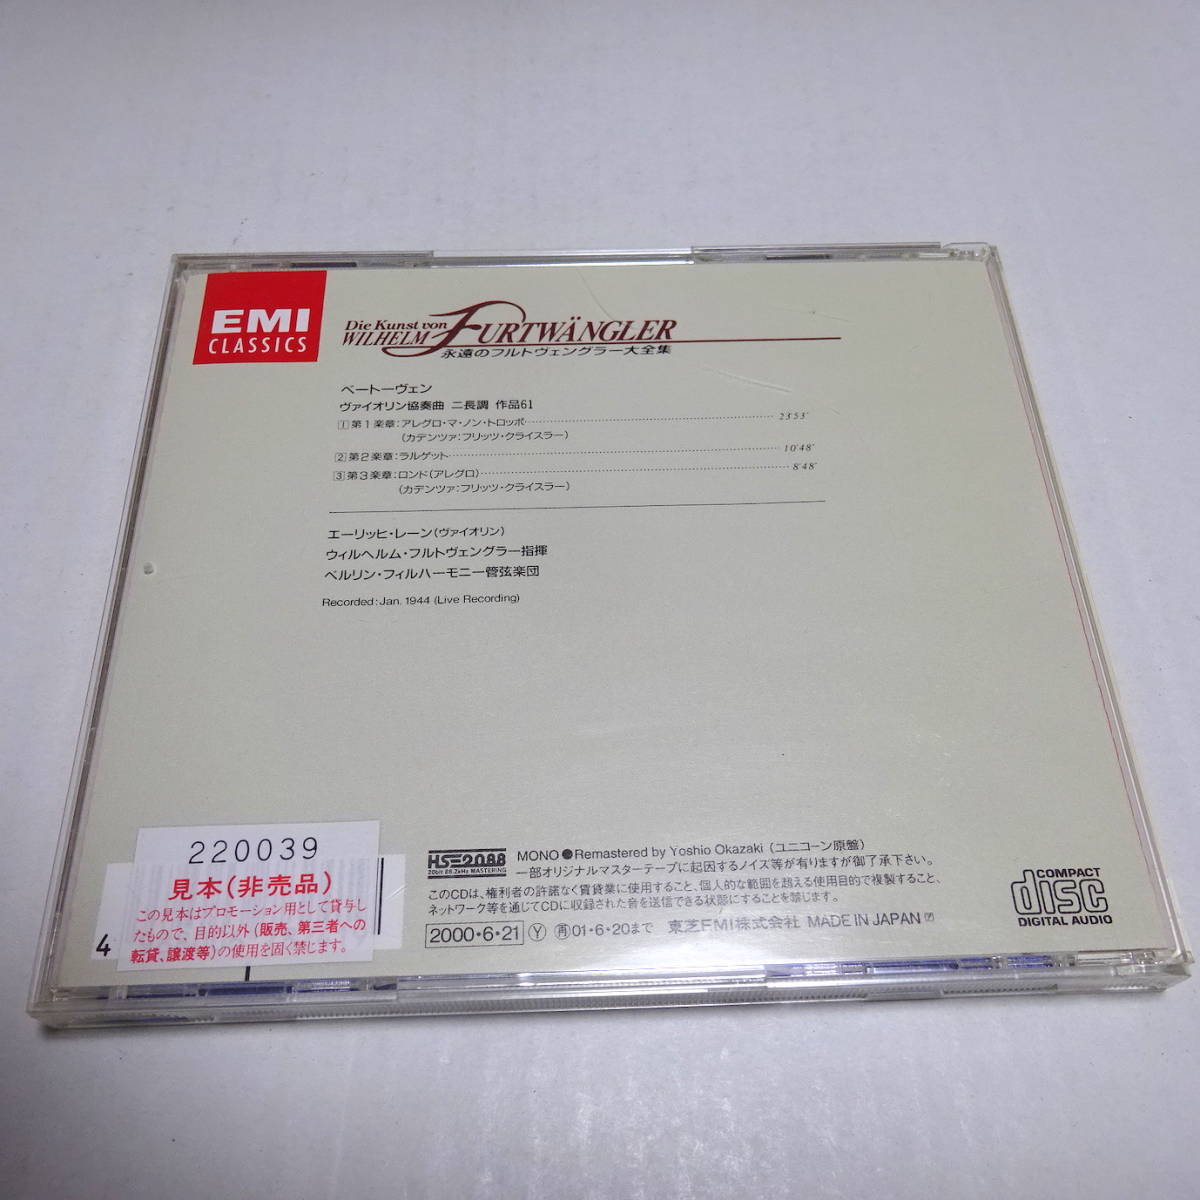 EMI
CLASSICS
Die Kunst von
WILHELM FURTWÄNGLER
永遠のフルトヴェングラー大全集
ベートーヴェン
ヴァイオリン協奏曲 ニ長調 作品61
1 第1楽章:アレグロ・マ・ノン・トロッポ 23'53"
(カデンツァ:フリッツ・クライスラー)
2 第2楽章:ラルゲット 10'48"
3 第3楽章:ロンド(アレグロ) 8'48"
(カデンツァ:フリッツ・クライスラー)
エーリッヒ・レーン(ヴァイオリン)
ウィルヘルム・フルトヴェングラー指揮
ベルリン・フィルハーモニー管弦楽団
Recorded: Jan. 1944 (Live Recording)
220039
見本(非売品)
この見本はプロモーション用として貸与し
たもので、目的以外(販売、第三者への
転貸、譲渡等)の使用を固く禁じます。
4
HS2088
20bit 88.2kHz MASTERING
MONO●Remastered by Yoshio Okazaki (ユニコーン原盤)
一部オリジナルマスターテープに起因するノイズ等が有りますが御了承下さい。
このCDは、権利者の許諾なく賃貸業に使用すること、個人的な範囲を超える使用目的で複製すること、
ネットワーク等を通じてCDに収録された音を送信できる状態にすることを禁じます。
2000・6・21 Y 再01・6・20まで 東芝EMI株式会社 MADE IN JAPAN
COMPACT
disc
DIGITAL AUDIO